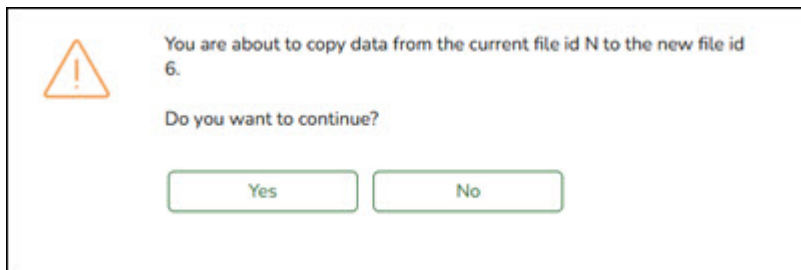 You are about to copy data from the current file id N to the new file id
6.
Do you want to continue?
Yes
No